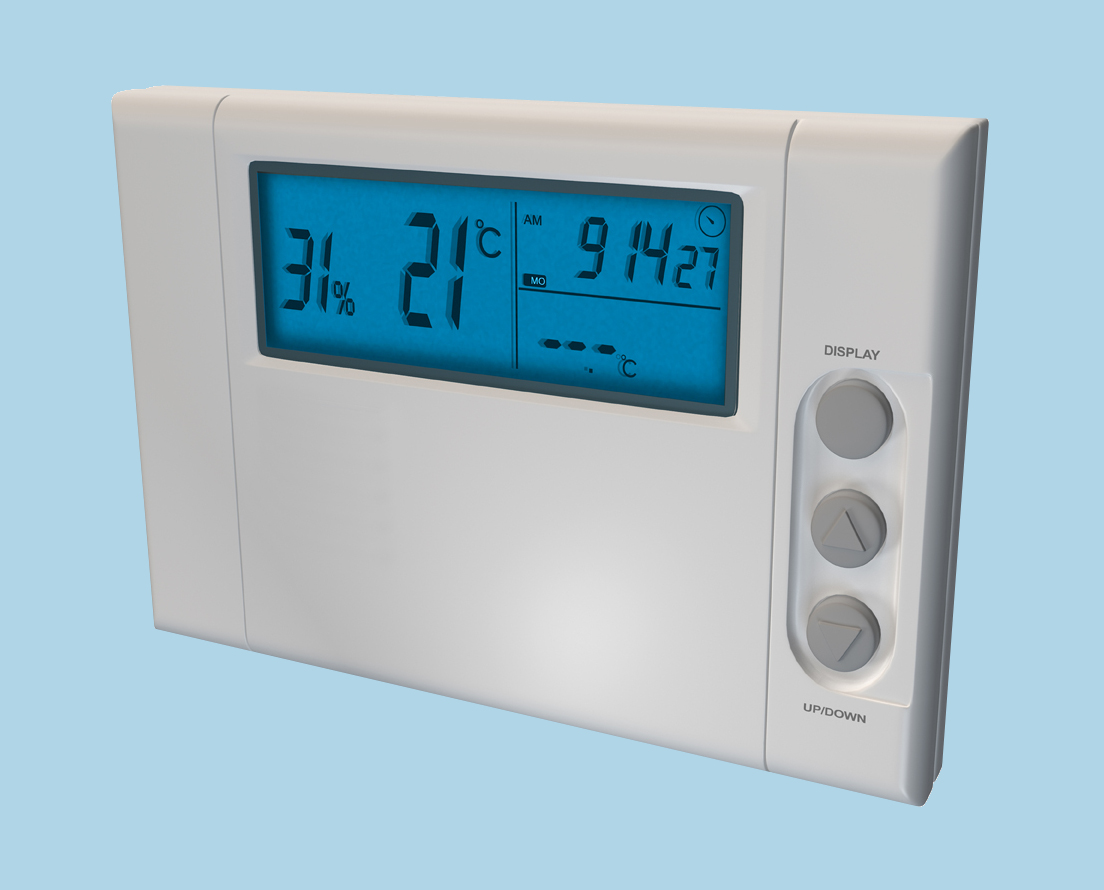 31% 21°C
AM 9 14 27
MO
--- °C
DISPLAY
UP/DOWN